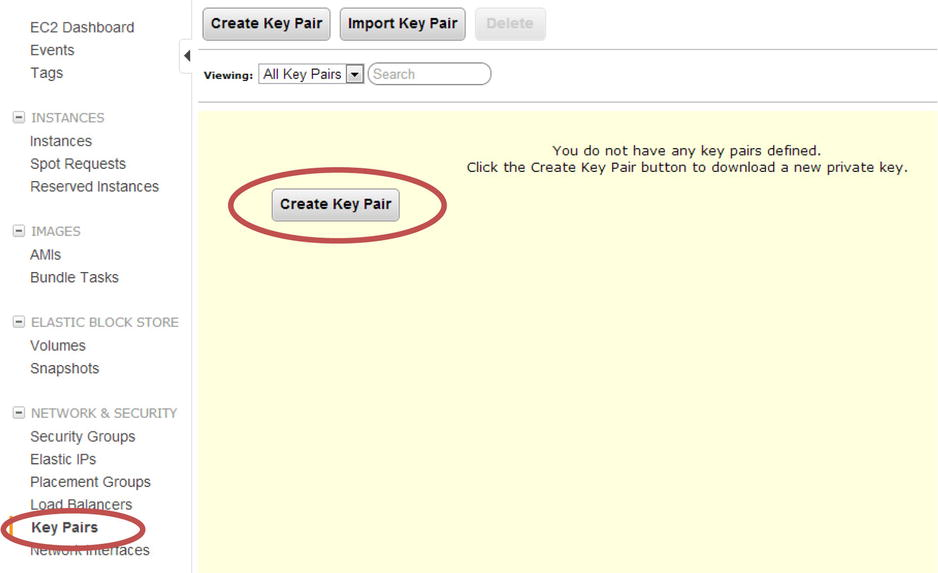 EC2 Dashboard
Events
Tags
INSTANCES
Instances
Spot Requests
Reserved Instances
IMAGES
AMIs
Bundle Tasks
ELASTIC BLOCK STORE
Volumes
Snapshots
NETWORK & SECURITY
Security Groups
Elastic IPs
Placement Groups
Load Balancers
Key Pairs
Network Interfaces
Create Key Pair Import Key Pair Delete
Viewing: All Key Pairs Search
You do not have any key pairs defined.
Click the Create Key Pair button to download a new private key.
Create Key Pair